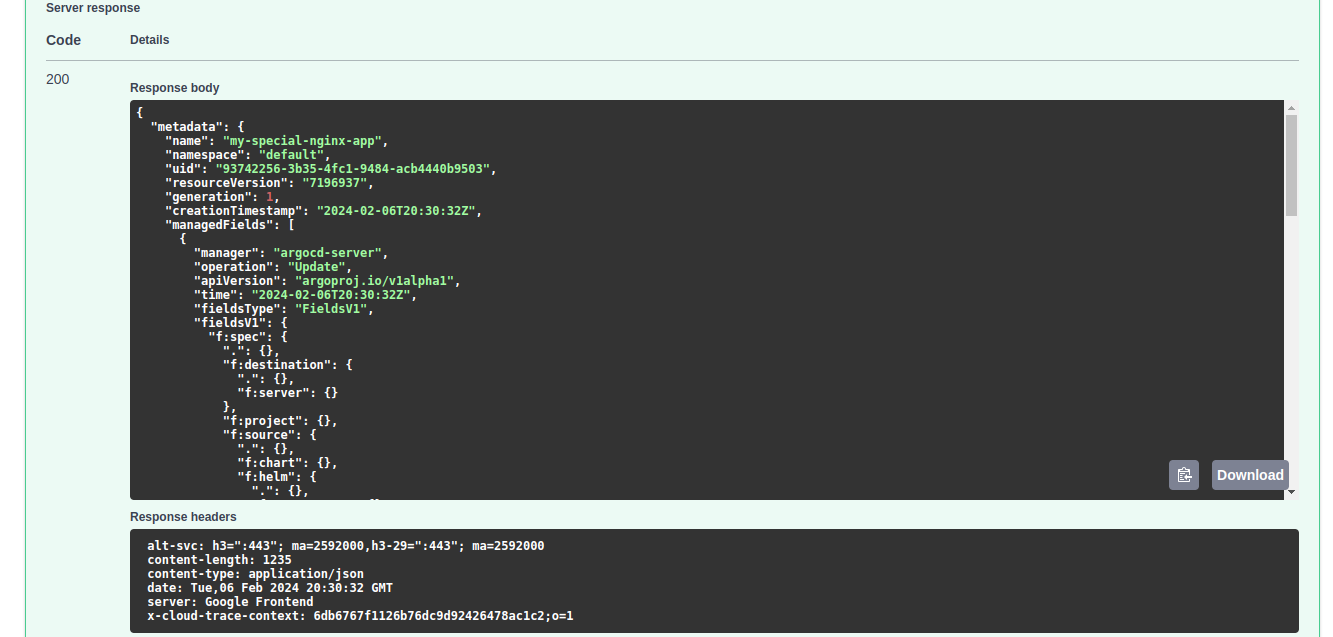 Server response
Code Details
200
Response body
{
  "metadata": {
    "name": "my-special-nginx-app",
    "namespace": "default",
    "uid": "93742256-3b35-4fc1-9484-acb4440b9503",
    "resourceVersion": "7196937",
    "generation": 1,
    "creationTimestamp": "2024-02-06T20:30:32Z",
    "managedFields": [
      {
        "manager": "argocd-server",
        "operation": "Update",
        "apiVersion": "argoproj.io/v1alpha1",
        "time": "2024-02-06T20:30:32Z",
        "fieldsType": "FieldsV1",
        "fieldsV1": {
          "f:spec": {
            ".": {},
            "f:destination": {
              ".": {},
              "f:server": {}
            },
            "f:project": {},
            "f:source": {
              ".": {},
              "f:chart": {},
              "f:helm": {
                ".": {},
Download
Response headers
alt-svc: h3=":443"; ma=2592000,h3-29=":443"; ma=2592000
content-length: 1235
content-type: application/json
date: Tue,06 Feb 2024 20:30:32 GMT
server: Google Frontend
x-cloud-trace-context: 6db6767f1126b76dc9d92426478ac1c2;o=1